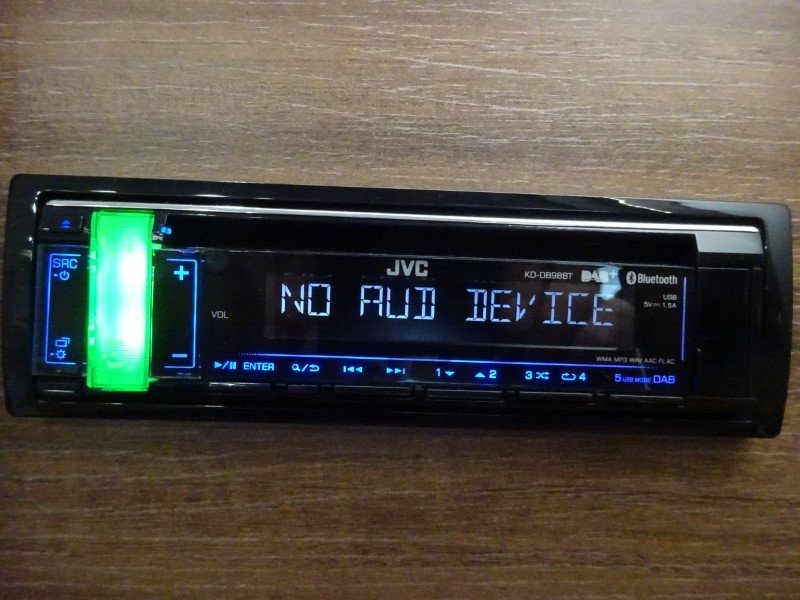 SRC
VOL
JVC
KD-DB98BT DAB+ Bluetooth
NO AUD DEVICE
USB
5V 1.5A
WMA MP3 WAV AAC FLAC
ENTER 1 2 3 4 5 USB MODE DAB